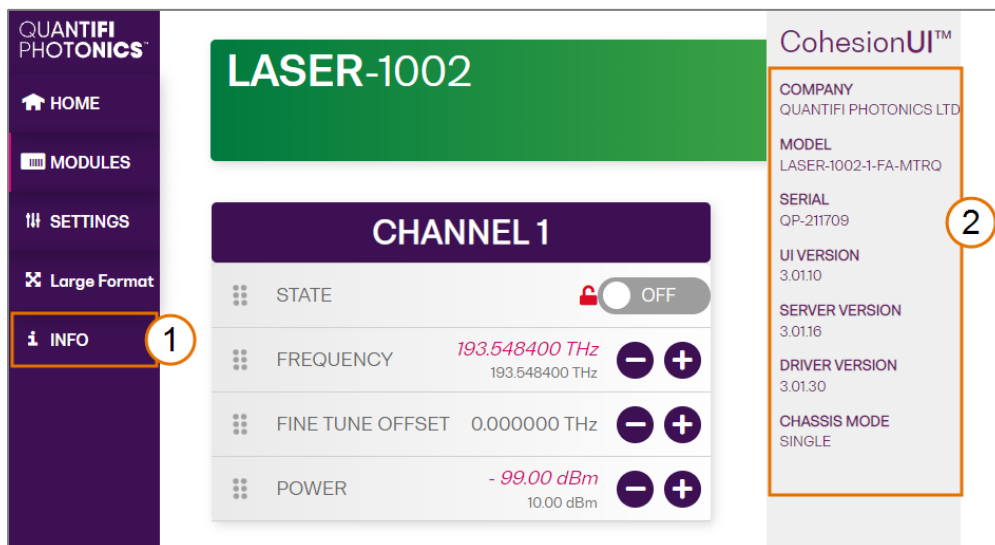 QUANTIFI
PHOTONICS™
HOME
MODULES
SETTINGS
Large Format
INFO
1
LASER-1002
CHANNEL 1
STATE
OFF
FREQUENCY
193.548400 THz
193.548400 THz
FINE TUNE OFFSET 0.000000 THz
POWER
- 99.00 dBm
10.00 dBm
CohesionUI™
COMPANY
QUANTIFI PHOTONICS LTD
MODEL
LASER-1002-1-FA-MTRQ
SERIAL
QP-211709
UI VERSION
3.01.10
SERVER VERSION
3.01.16
DRIVER VERSION
3.01.30
CHASSIS MODE
SINGLE
2